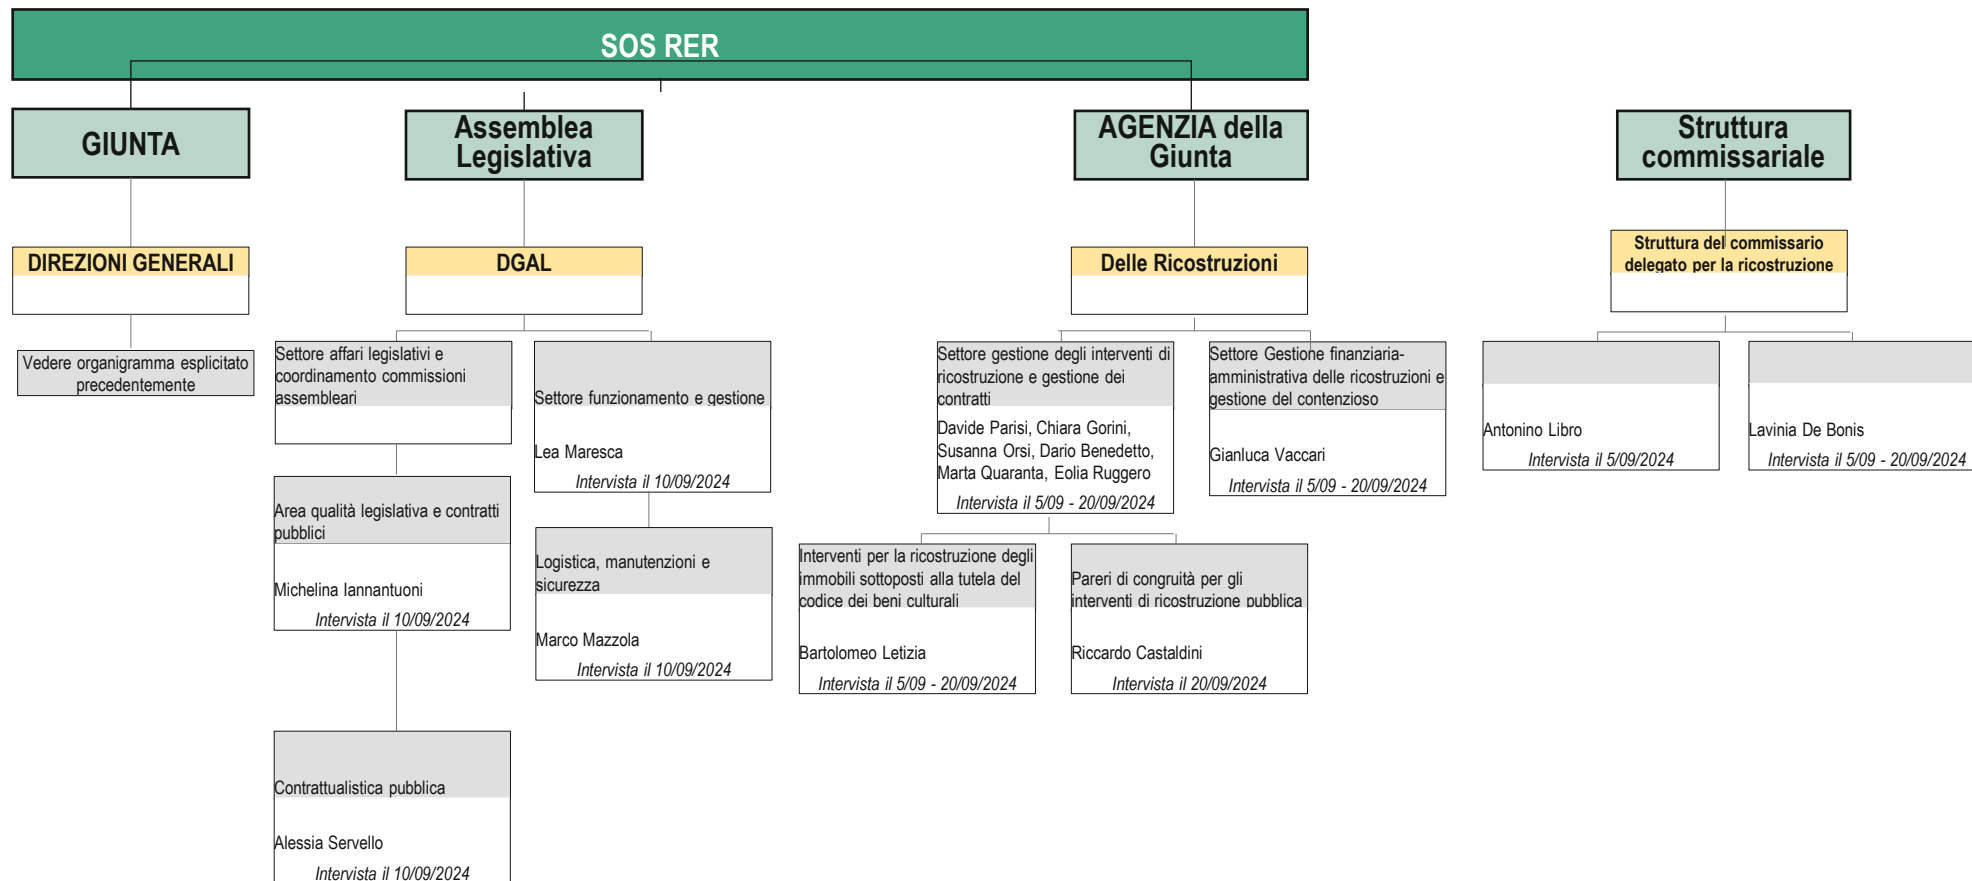 SOS RER
GIUNTA
Assemblea
Legislativa
AGENZIA della
Giunta
Struttura
commissariale
DIREZIONI GENERALI
DGAL
Delle Ricostruzioni
Struttura del commissario
delegato per la ricostruzione
Vedere organigramma esplicitato
precedentemente
Settore affari legislativi e
coordinamento commissioni
assembleari
Settore funzionamento e gestione
Lea Maresca
Intervista il 10/09/2024
Settore gestione degli interventi di
ricostruzione e gestione dei
contratti
Davide Parisi, Chiara Gorini,
Susanna Orsi, Dario Benedetto,
Marta Quaranta, Eolia Ruggero
Intervista il 5/09 - 20/09/2024
Settore Gestione finanziaria-
amministrativa delle ricostruzioni e
gestione del contenzioso
Gianluca Vaccari
Intervista il 5/09 - 20/09/2024
Antonino Libro
Intervista il 5/09/2024
Lavinia De Bonis
Intervista il 5/09 - 20/09/2024
Area qualità legislativa e contratti
pubblici
Michelina Iannantuoni
Intervista il 10/09/2024
Logistica, manutenzioni e
sicurezza
Marco Mazzola
Intervista il 10/09/2024
Interventi per la ricostruzione degli
immobili sottoposti alla tutela del
codice dei beni culturali
Bartolomeo Letizia
Intervista il 5/09 - 20/09/2024
Pareri di congruità per gli
interventi di ricostruzione pubblica
Riccardo Castaldini
Intervista il 20/09/2024
Contrattualistica pubblica
Alessia Servello
Intervista il 10/09/2024